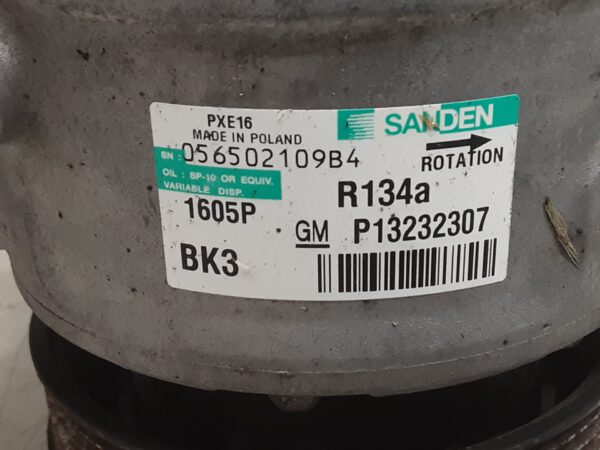 PXE16
MADE IN POLAND
SANDEN
SN : 056502109B4
ROTATION
OIL : SP-10 OR EQUIV.
VARIABLE DISP.
R134a
1605P
GM P13232307
BK3